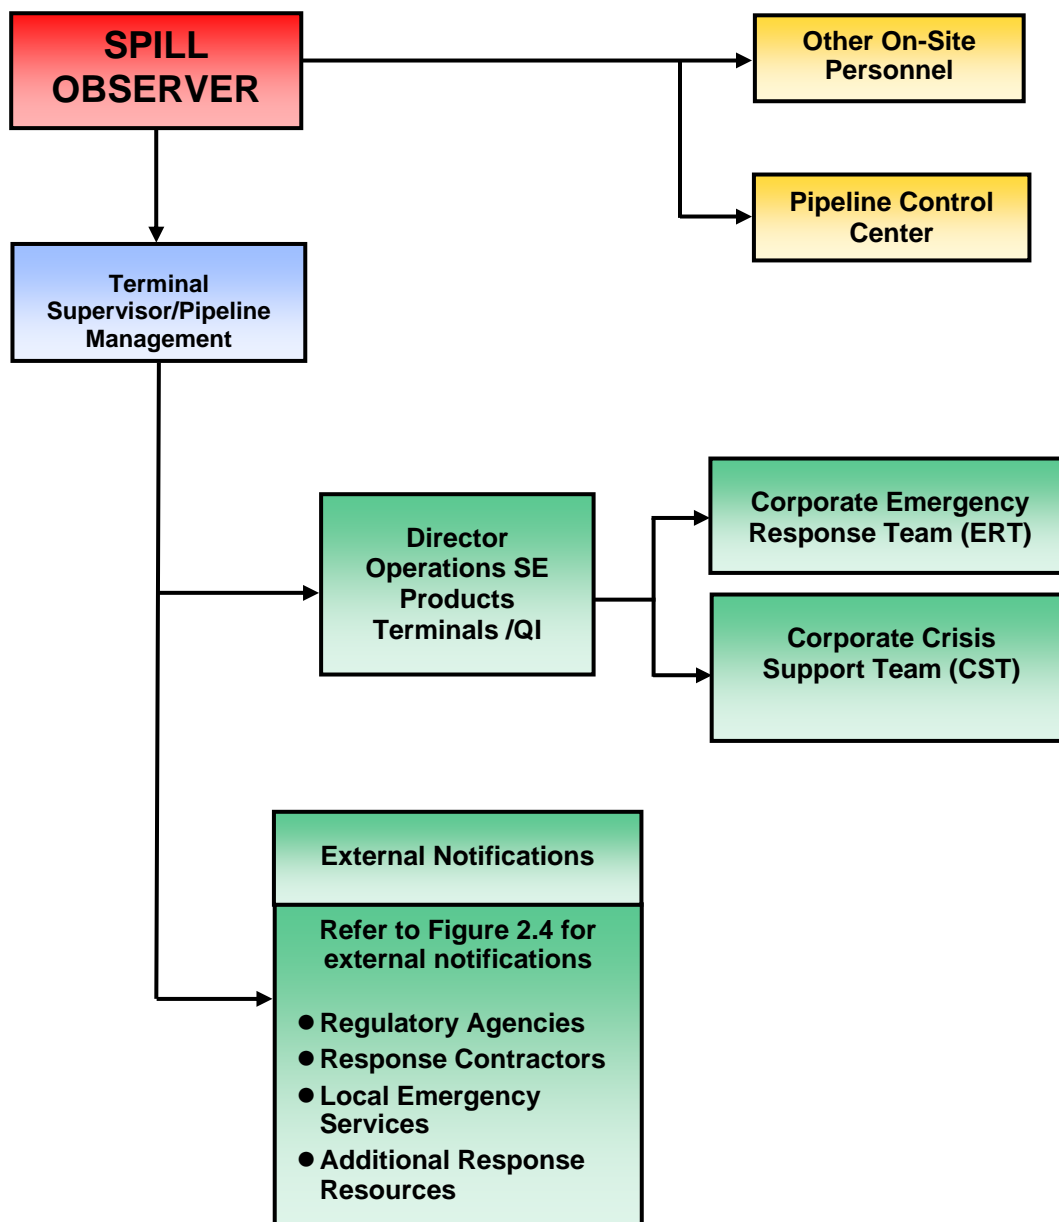 SPILL
OBSERVER
Other On-Site
Personnel
Pipeline Control
Center
Terminal
Supervisor/Pipeline
Management
Director
Operations SE
Products
Terminals /QI
Corporate Emergency
Response Team (ERT)
Corporate Crisis
Support Team (CST)
External Notifications
Refer to Figure 2.4 for
external notifications
● Regulatory Agencies
● Response Contractors
● Local Emergency
Services
● Additional Response
Resources